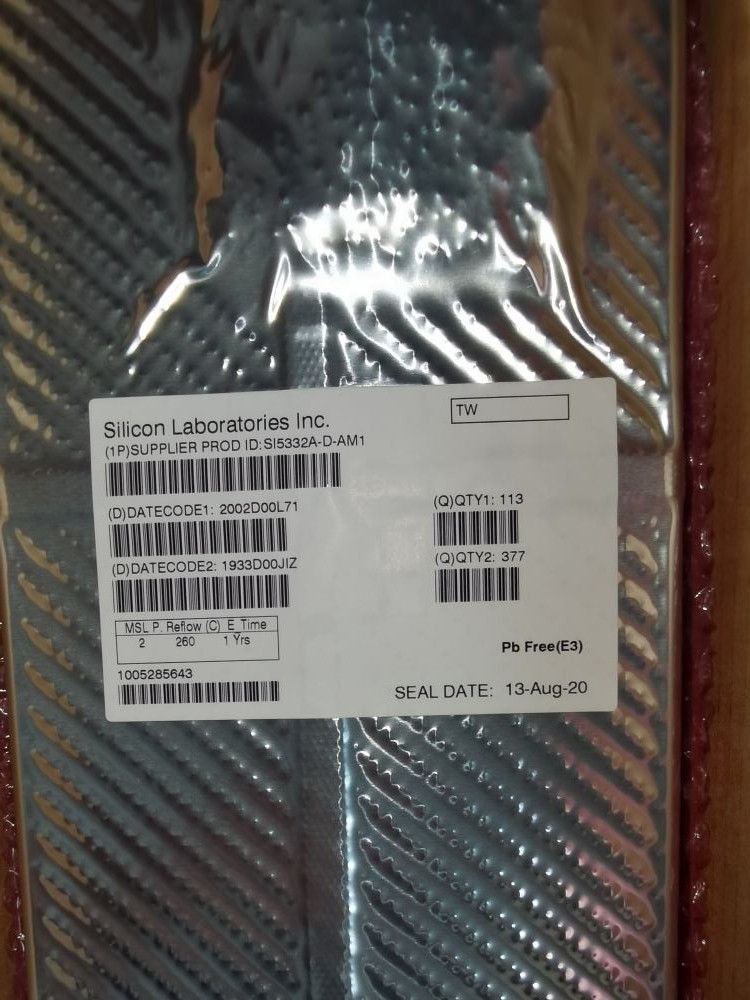 Silicon Laboratories Inc.
TW
(1P)SUPPLIER PROD ID:SI5332A-D-AM1
(D)DATECODE1: 2002D00L71
(Q)QTY1: 113
(D)DATECODE2: 1933D00JIZ
(Q)QTY2: 377
MSL P. Reflow (C) E_Time
2 260 1 Yrs
Pb Free(E3)
1005285643
SEAL DATE: 13-Aug-20